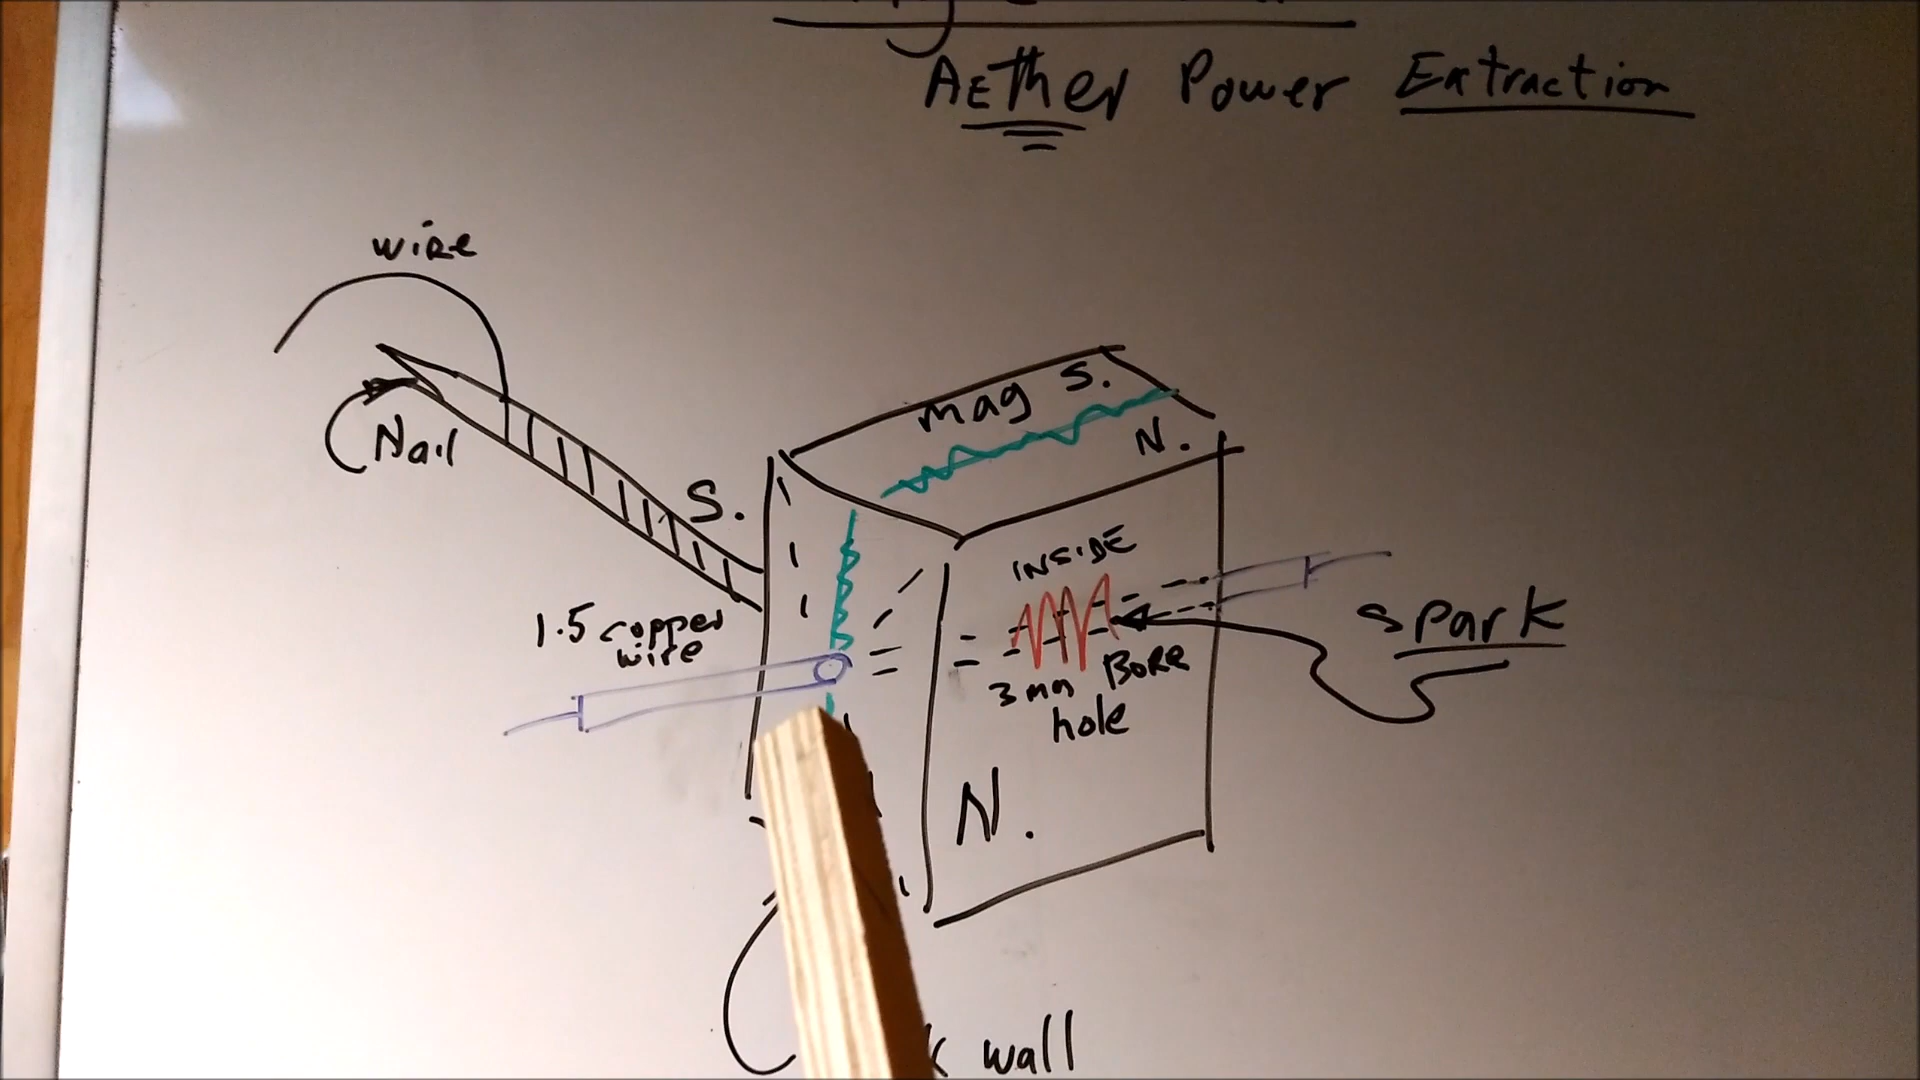 AEther Power Extraction
wire
Nail
S.
mag S.
N.
INSIDE
1.5 copper
wire
spark
3mm Bore
hole
N.
wall